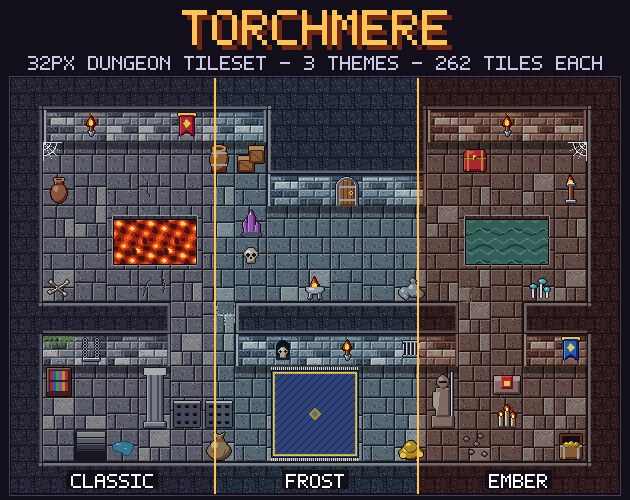 TORCHMERE
32PX DUNGEON TILESET - 3 THEMES - 262 TILES EACH
CLASSIC
FROST
EMBER